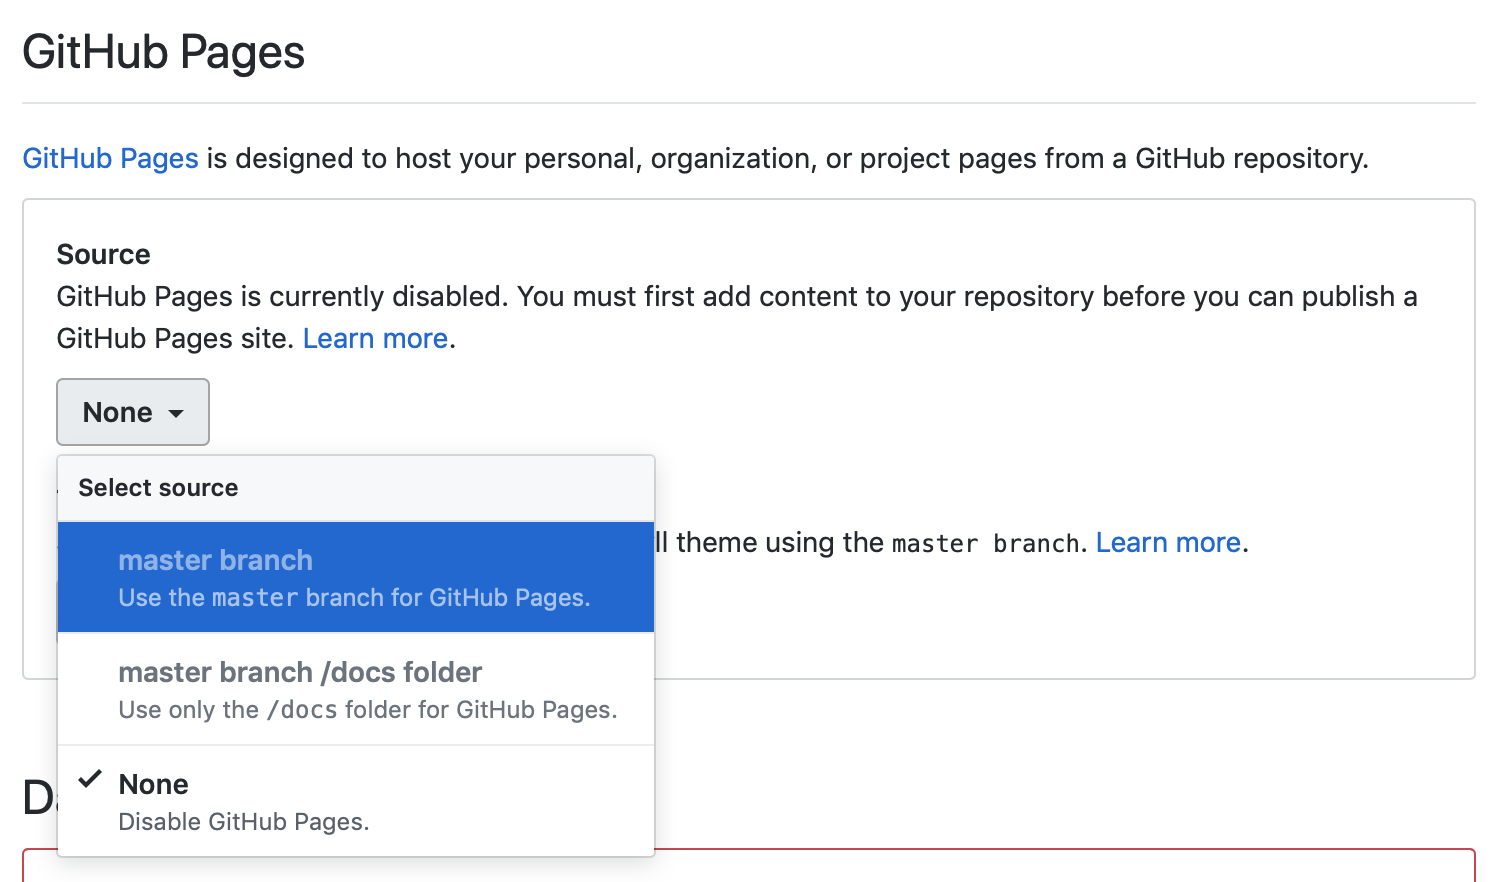 GitHub Pages
GitHub Pages is designed to host your personal, organization, or project pages from a GitHub repository.
Source
GitHub Pages is currently disabled. You must first add content to your repository before you can publish a
GitHub Pages site. Learn more.
None
Select source
master branch
Use the master branch for GitHub Pages.
theme using the master branch. Learn more.
master branch /docs folder
Use only the /docs folder for GitHub Pages.
None
Disable GitHub Pages.